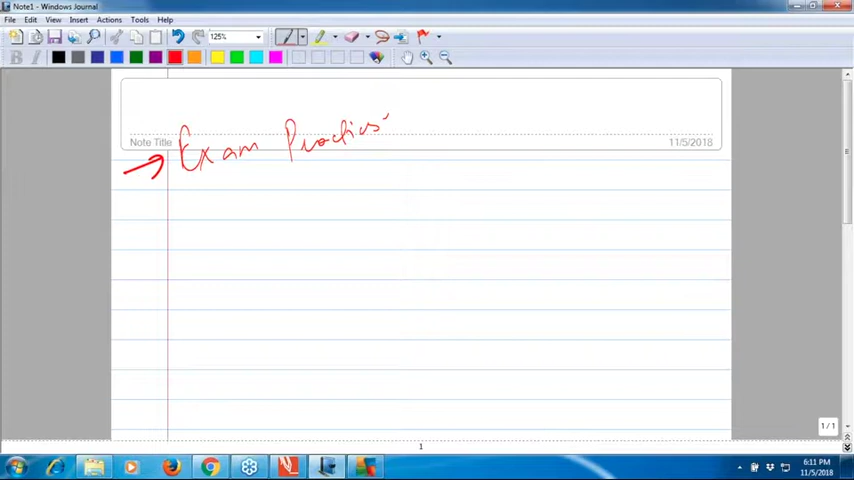 Note1 - Windows Journal
File Edit View Insert Actions Tools Help
125%
B I
Note Title
11/5/2018
Exam
1 / 1
1
6:11 PM
11/5/2018